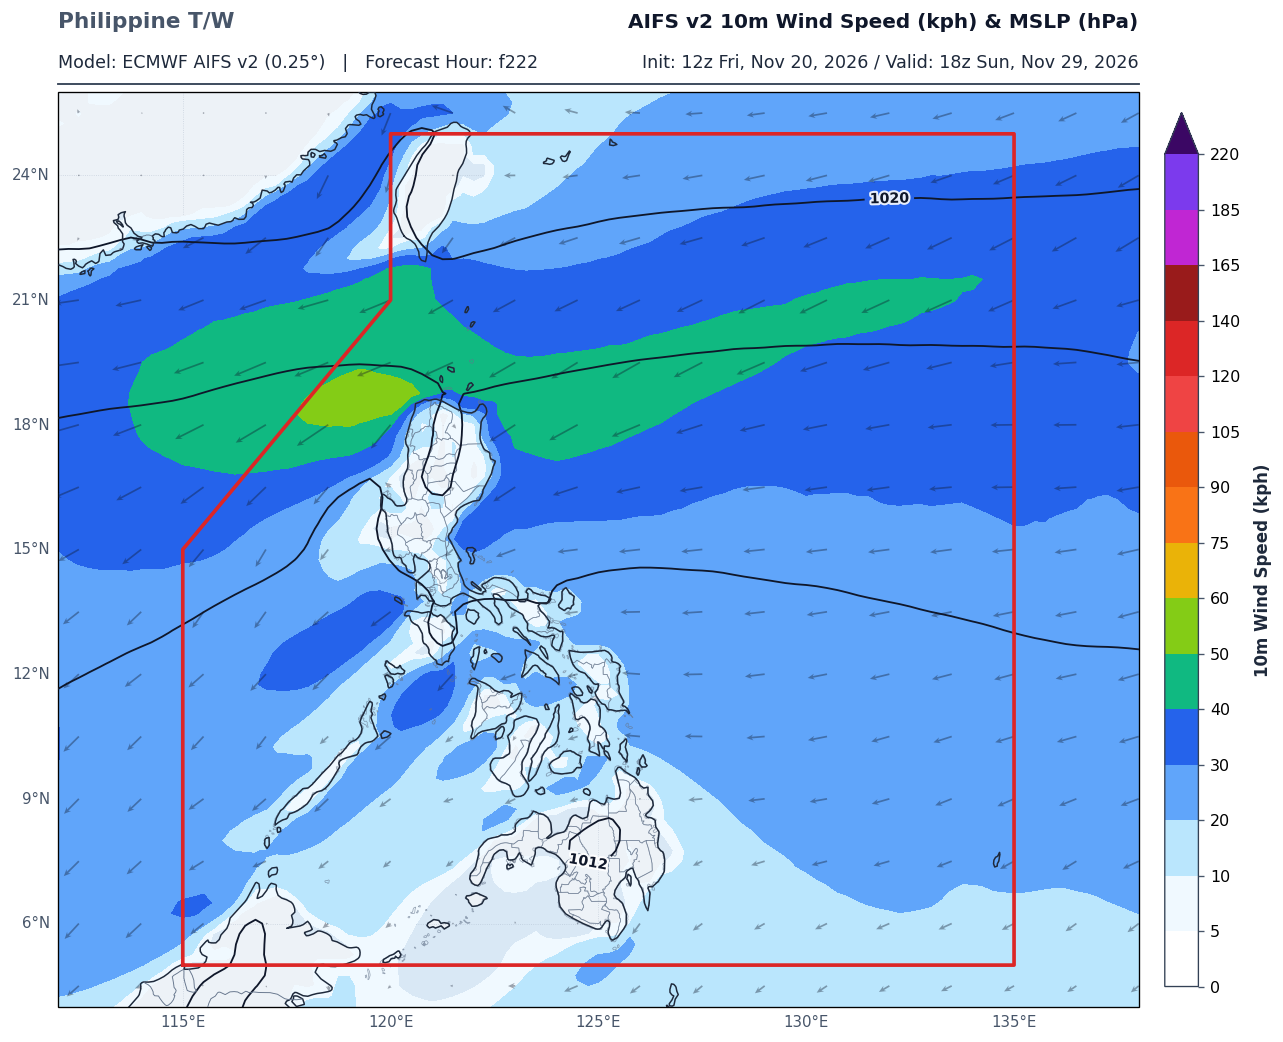 Philippine T/W
AIFS v2 10m Wind Speed (kph) & MSLP (hPa)
Model: ECMWF AIFS v2 (0.25°) | Forecast Hour: f222
Init: 12z Fri, Nov 20, 2026 / Valid: 18z Sun, Nov 29, 2026
24°N
21°N
18°N
15°N
12°N
9°N
6°N
115°E
120°E
125°E
130°E
135°E
1020
1012
220
185
165
140
120
105
90
75
60
50
40
30
20
10
5
0
10m Wind Speed (kph)